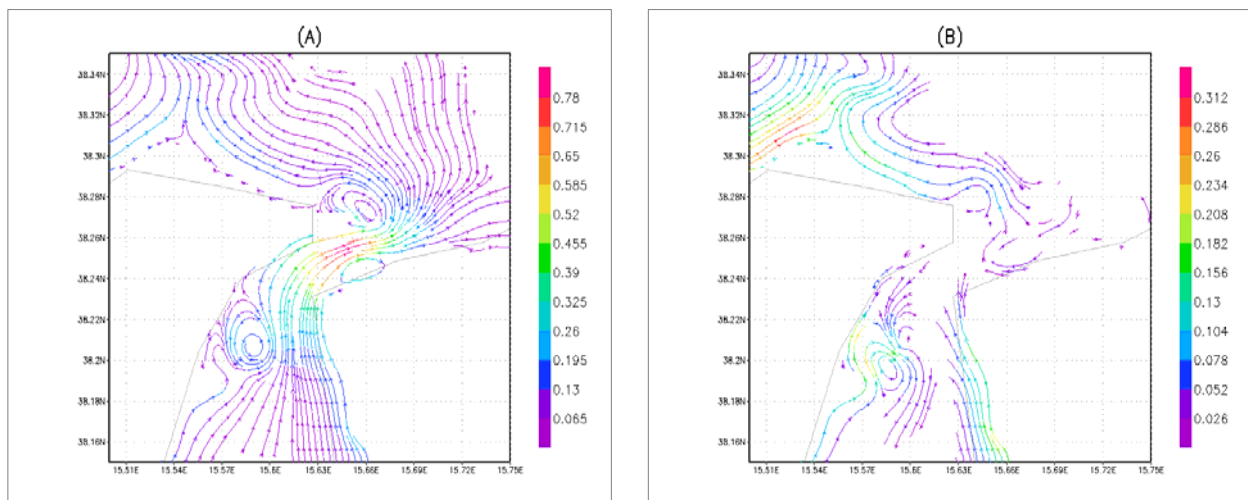 (A)
38.34N
38.32N
38.3N
38.28N
38.26N
38.24N
38.22N
38.2N
38.18N
38.16N
15.51E 15.54E 15.57E 15.6E 15.63E 15.66E 15.69E 15.72E 15.75E
0.78
0.715
0.65
0.585
0.52
0.455
0.39
0.325
0.26
0.195
0.13
0.065
(B)
38.34N
38.32N
38.3N
38.28N
38.26N
38.24N
38.22N
38.2N
38.18N
38.16N
15.51E 15.54E 15.57E 15.6E 15.63E 15.66E 15.69E 15.72E 15.75E
0.312
0.286
0.26
0.234
0.208
0.182
0.156
0.13
0.104
0.078
0.052
0.026